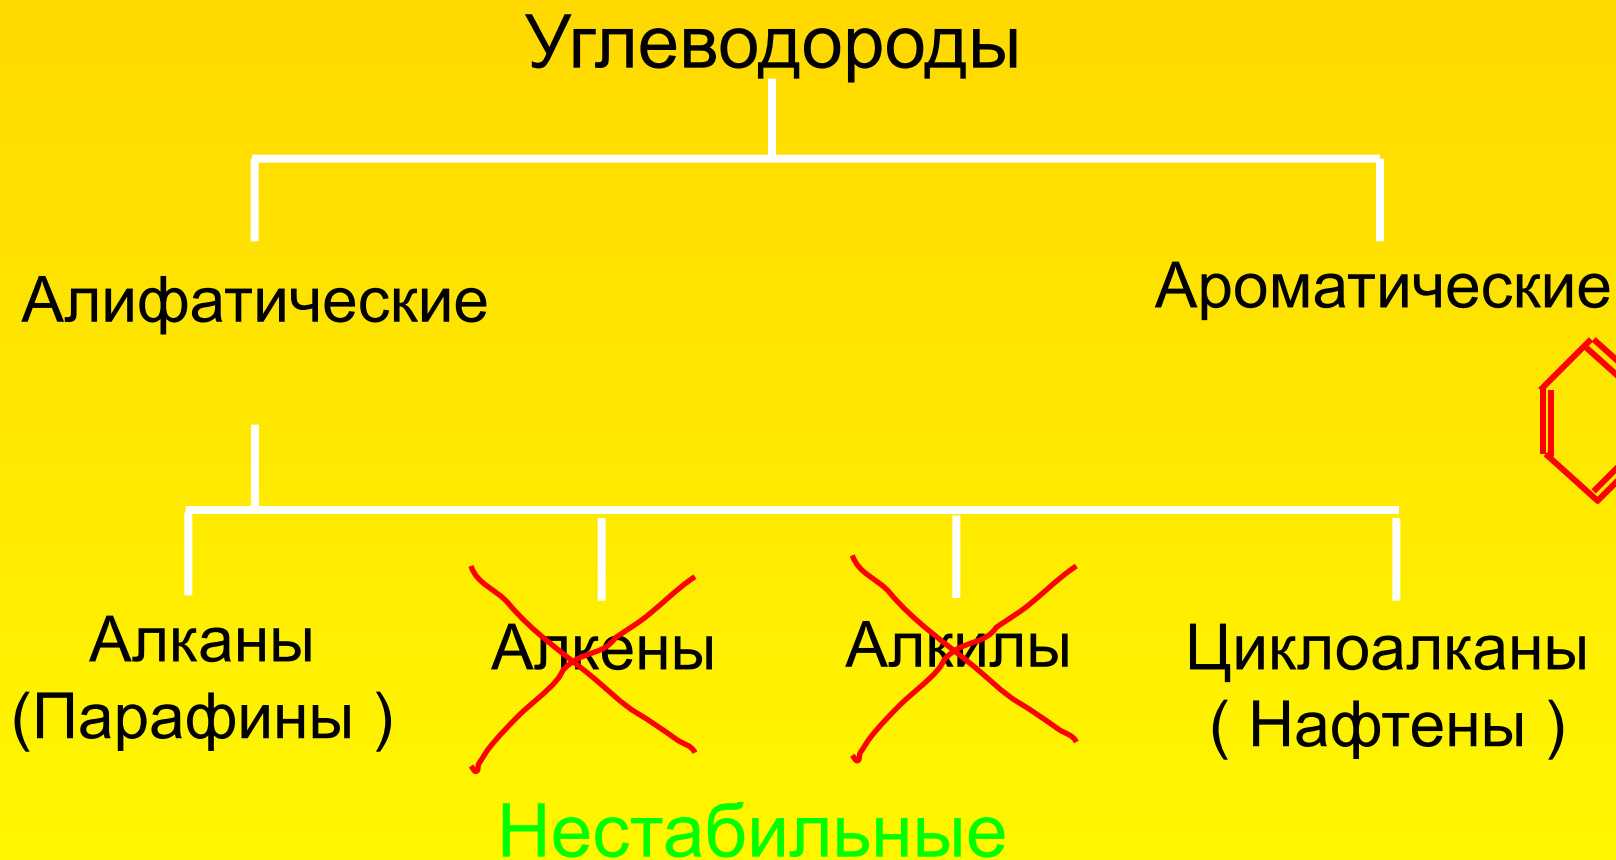 Углеводороды
Алифатические
Ароматические
Алканы
(Парафины )
Алкены
Алкилы
Циклоалканы
( Нафтены )
Нестабильные